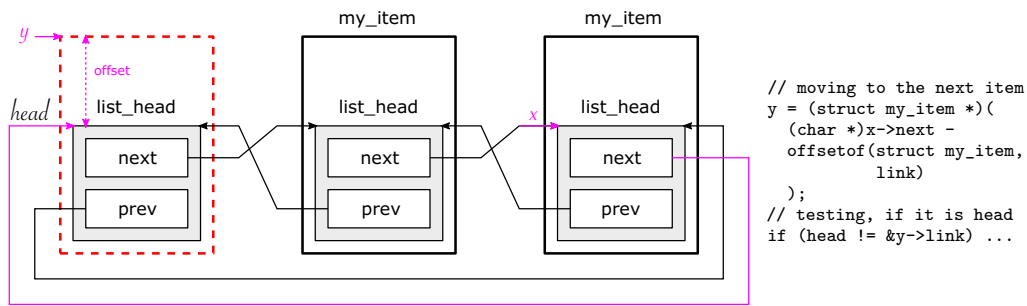 my_item
my_item
y
offset
head
list_head
list_head
x
list_head
next
next
next
prev
prev
prev
// moving to the next item
y = (struct my_item *)(
  (char *)x->next -
  offsetof(struct my_item,
           link)
  );
// testing, if it is head
if (head != &y->link) ...